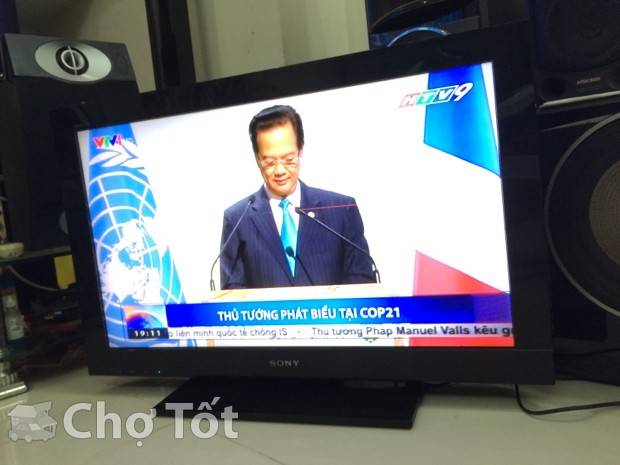 HTV9
VTV1
THỦ TƯỚNG PHÁT BIỂU TẠI COP21
19:11
liên minh quốc tế chống IS • Thủ tướng Pháp Manuel Valls kêu
SONY
Chợ Tốt